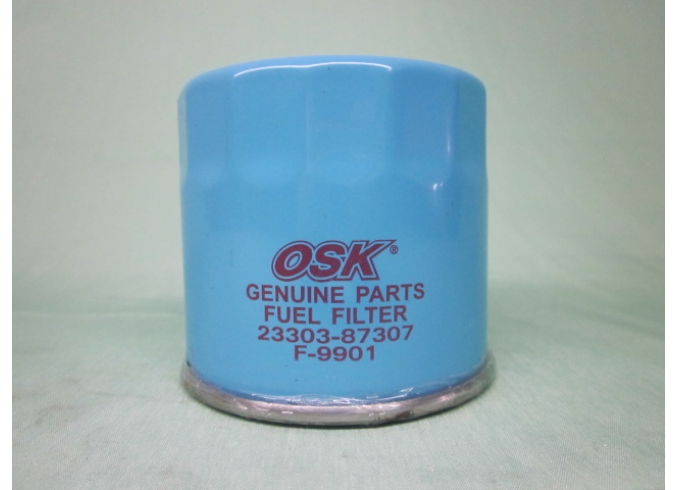 OSK®
GENUINE PARTS
FUEL FILTER
23303-87307
F-9901